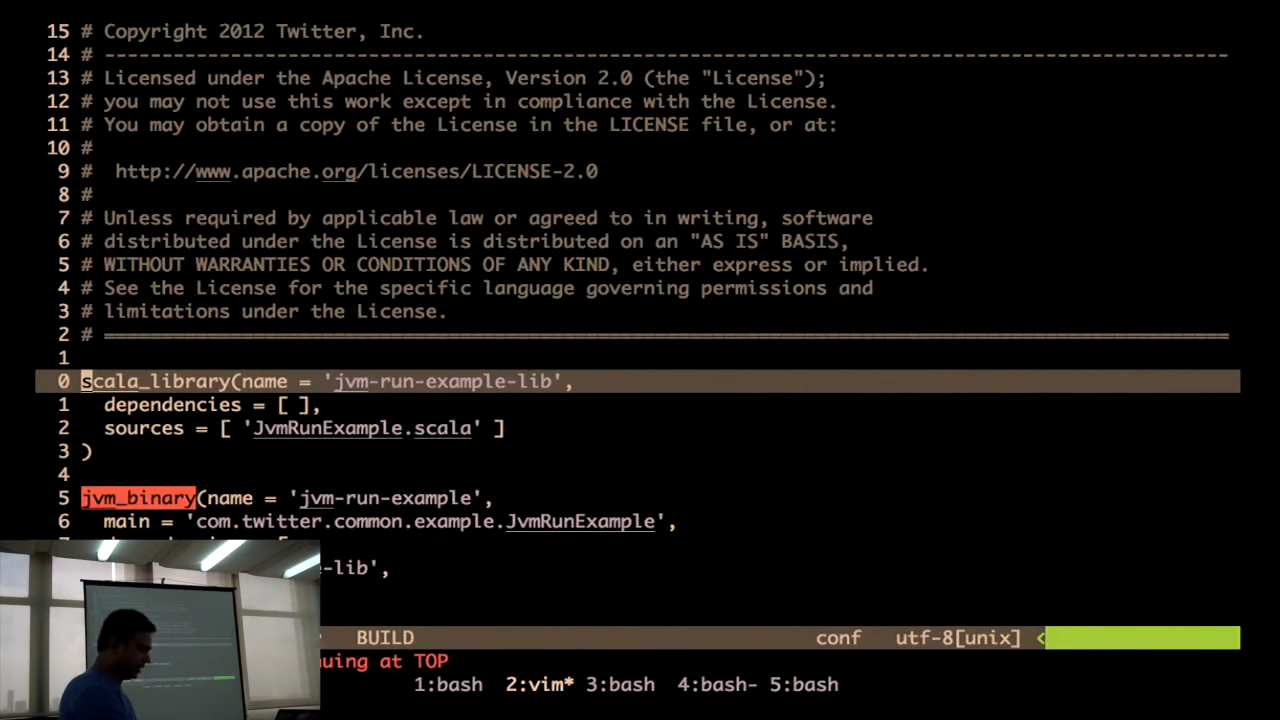 15 # Copyright 2012 Twitter, Inc.
14 # --------------------------------------------------------------------------------------------------
13 # Licensed under the Apache License, Version 2.0 (the "License");
12 # you may not use this work except in compliance with the License.
11 # You may obtain a copy of the License in the LICENSE file, or at:
10 #
9 #  http://www.apache.org/licenses/LICENSE-2.0
8 #
7 # Unless required by applicable law or agreed to in writing, software
6 # distributed under the License is distributed on an "AS IS" BASIS,
5 # WITHOUT WARRANTIES OR CONDITIONS OF ANY KIND, either express or implied.
4 # See the License for the specific language governing permissions and
3 # limitations under the License.
2 # ==================================================================================================
1
0 scala_library(name = 'jvm-run-example-lib',
1   dependencies = [ ],
2   sources = [ 'JvmRunExample.scala' ]
3 )
4
5 jvm_binary(name = 'jvm-run-example',
6   main = 'com.twitter.common.example.JvmRunExample',
-lib',
BUILD conf utf-8[unix] <
at TOP
1:bash 2:vim* 3:bash 4:bash- 5:bash